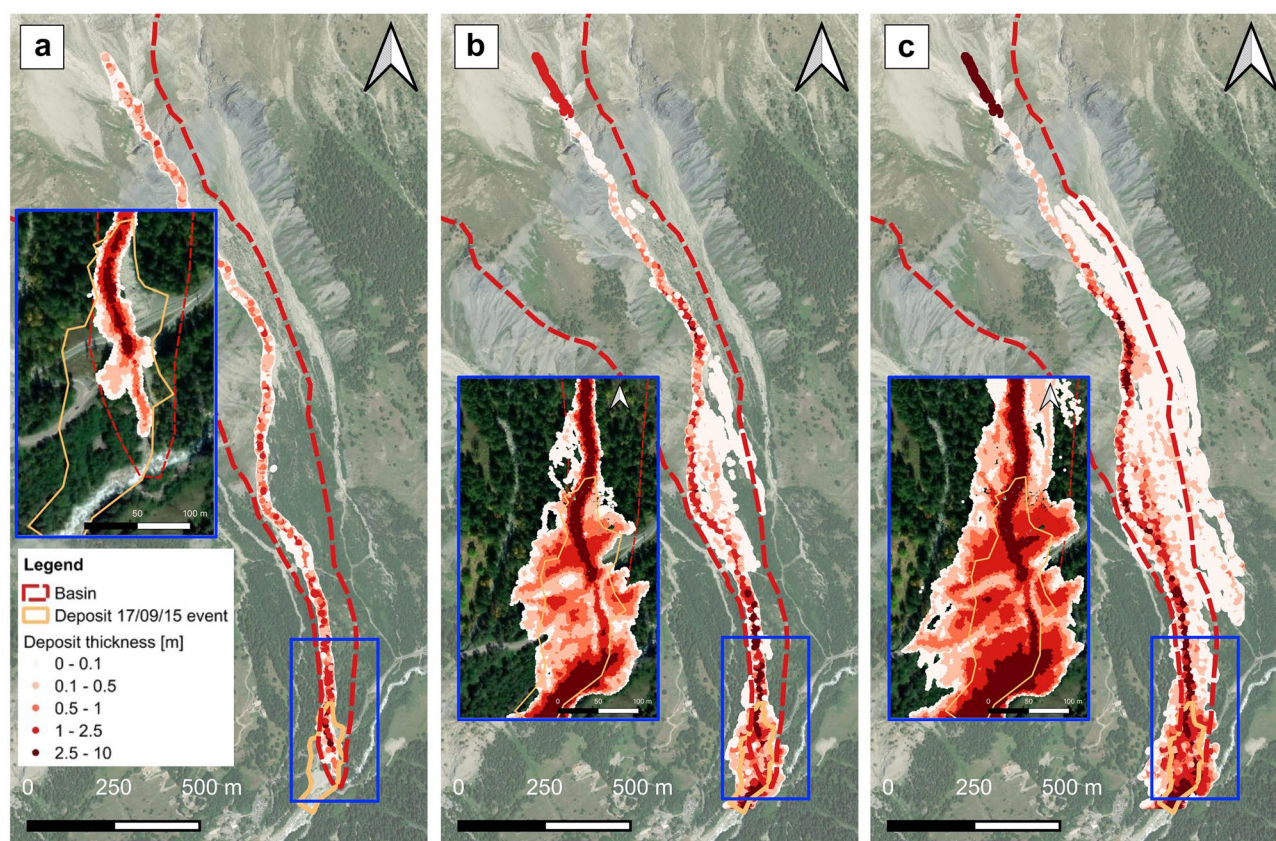 a
b
c
50 100 m
Legend
Basin
Deposit 17/09/15 event
Deposit thickness [m]
0 - 0.1
0.1 - 0.5
0.5 - 1
1 - 2.5
2.5 - 10
0 50 100 m
0 50 100 m
0 250 500 m
0 250 500 m
0 250 500 m